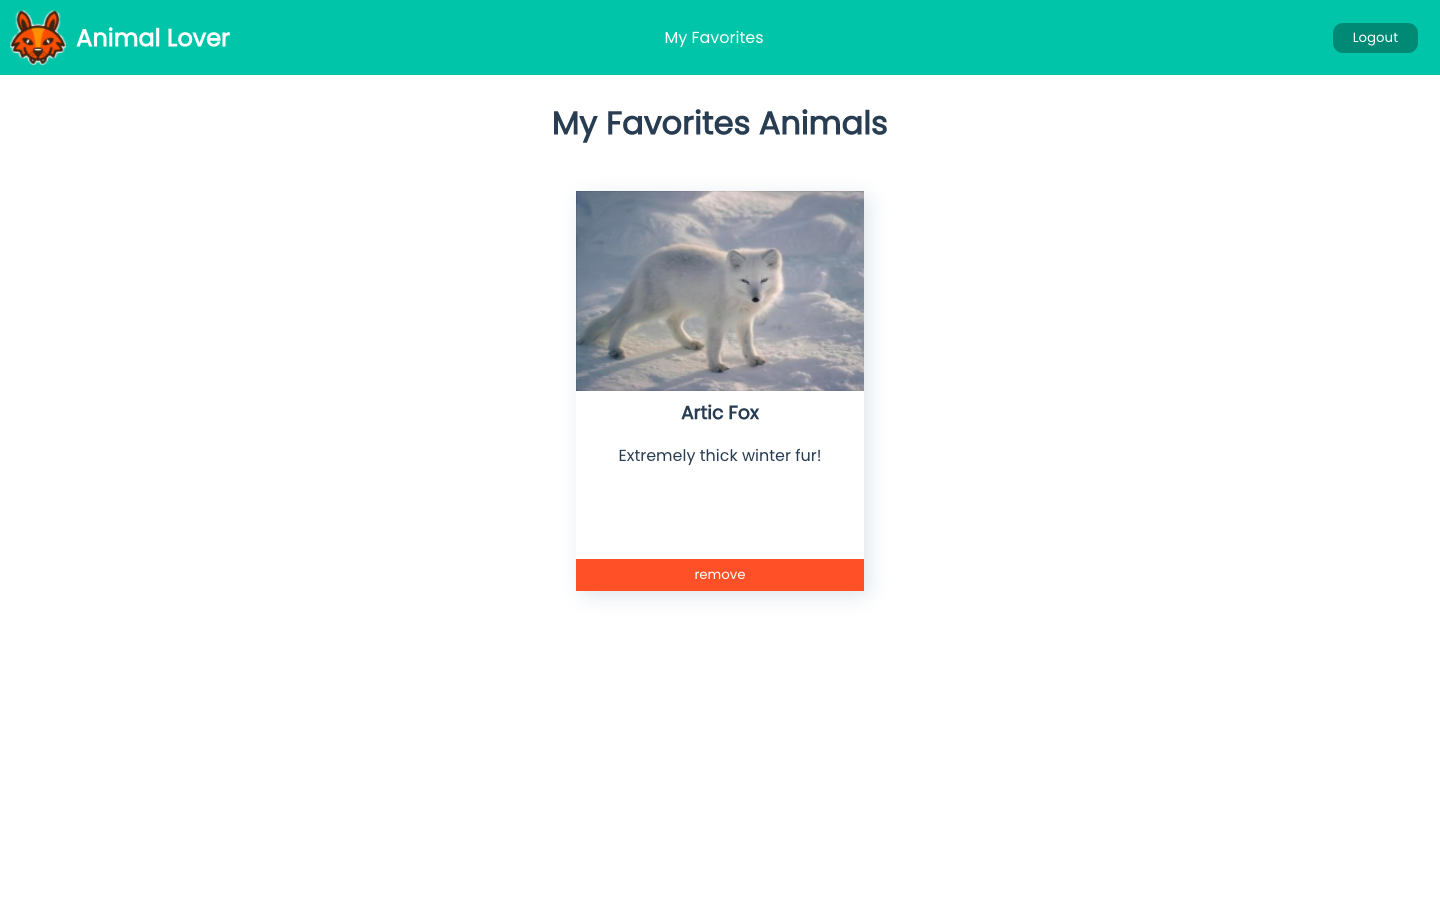 Animal Lover
My Favorites
Logout
My Favorites Animals
Artic Fox
Extremely thick winter fur!
remove